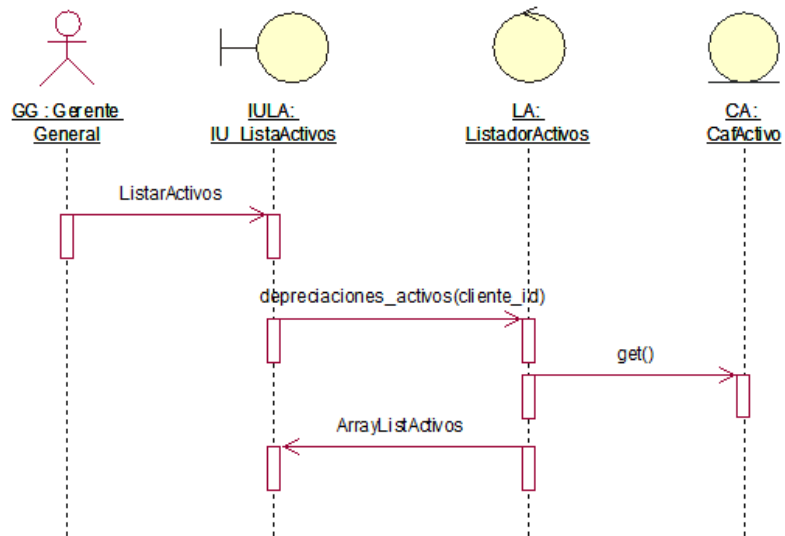 GG : Gerente
General
IULA:
IU_ListaActivos
LA:
ListadorActivos
CA:
CafActivo
ListarActivos
depreciaciones_activos(cliente_id)
get()
ArrayListActivos